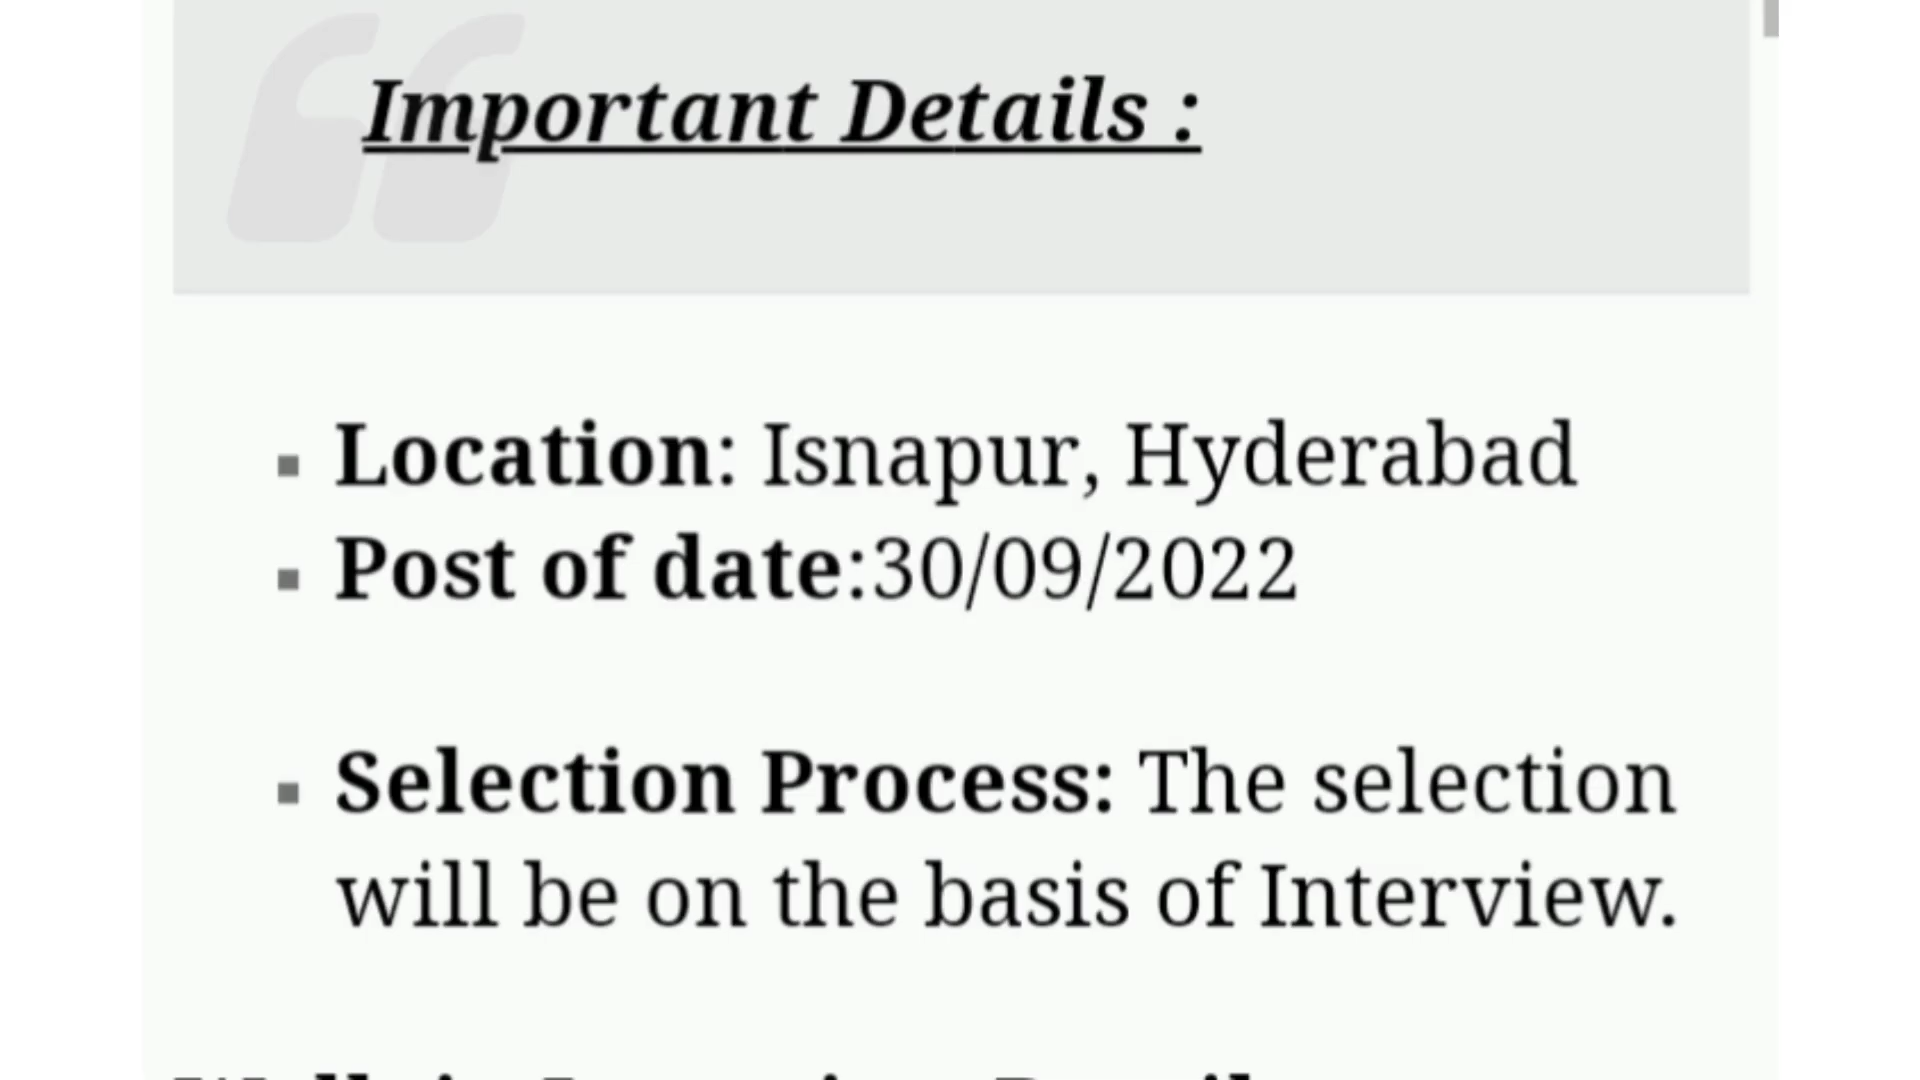 Important Details :
Location: Isnapur, Hyderabad
Post of date:30/09/2022
Selection Process: The selection
will be on the basis of Interview.